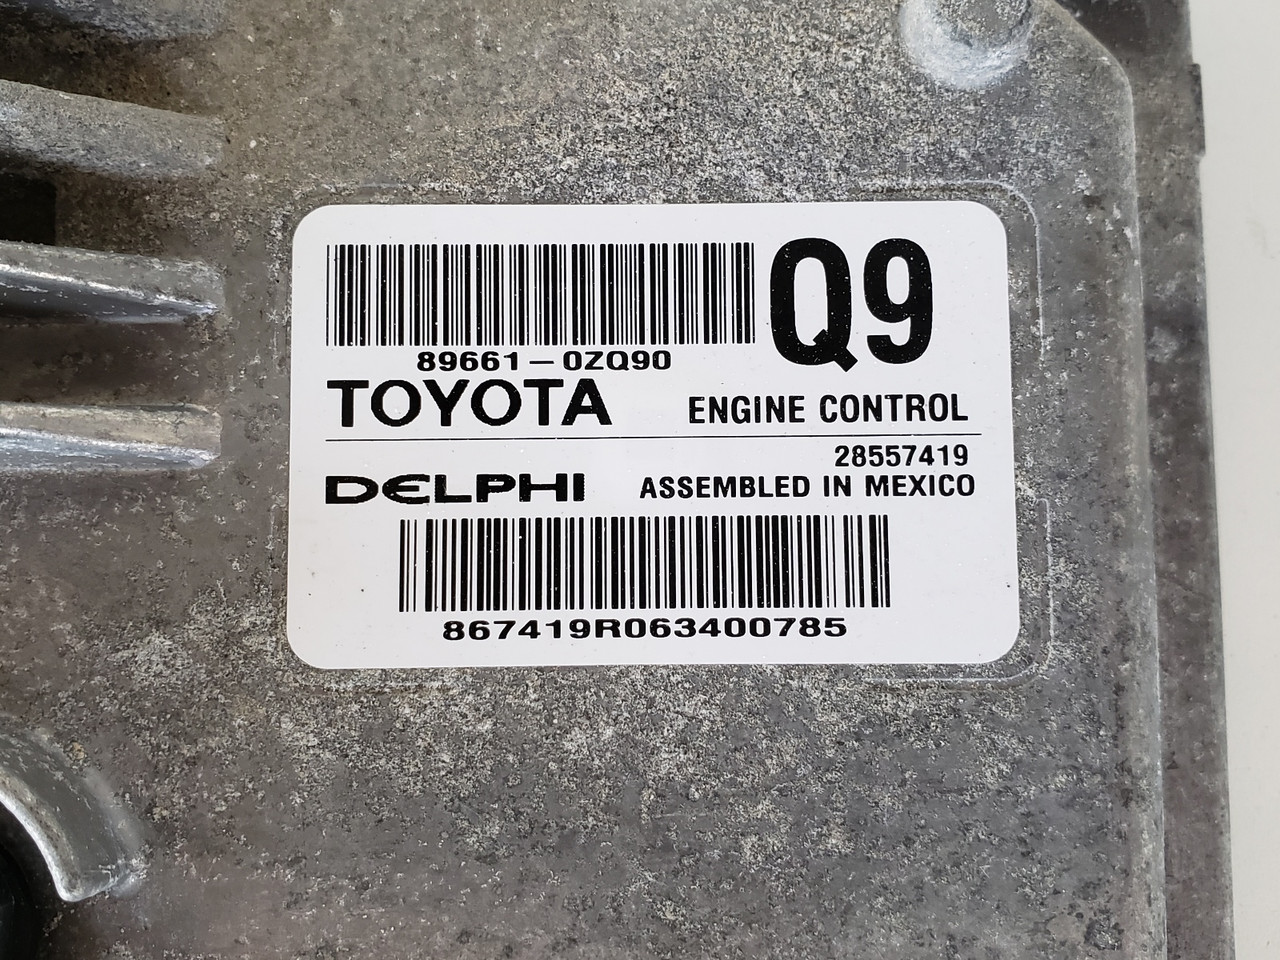 Q9
89661-0ZQ90
TOYOTA ENGINE CONTROL
28557419
DELPHI ASSEMBLED IN MEXICO
867419R063400785